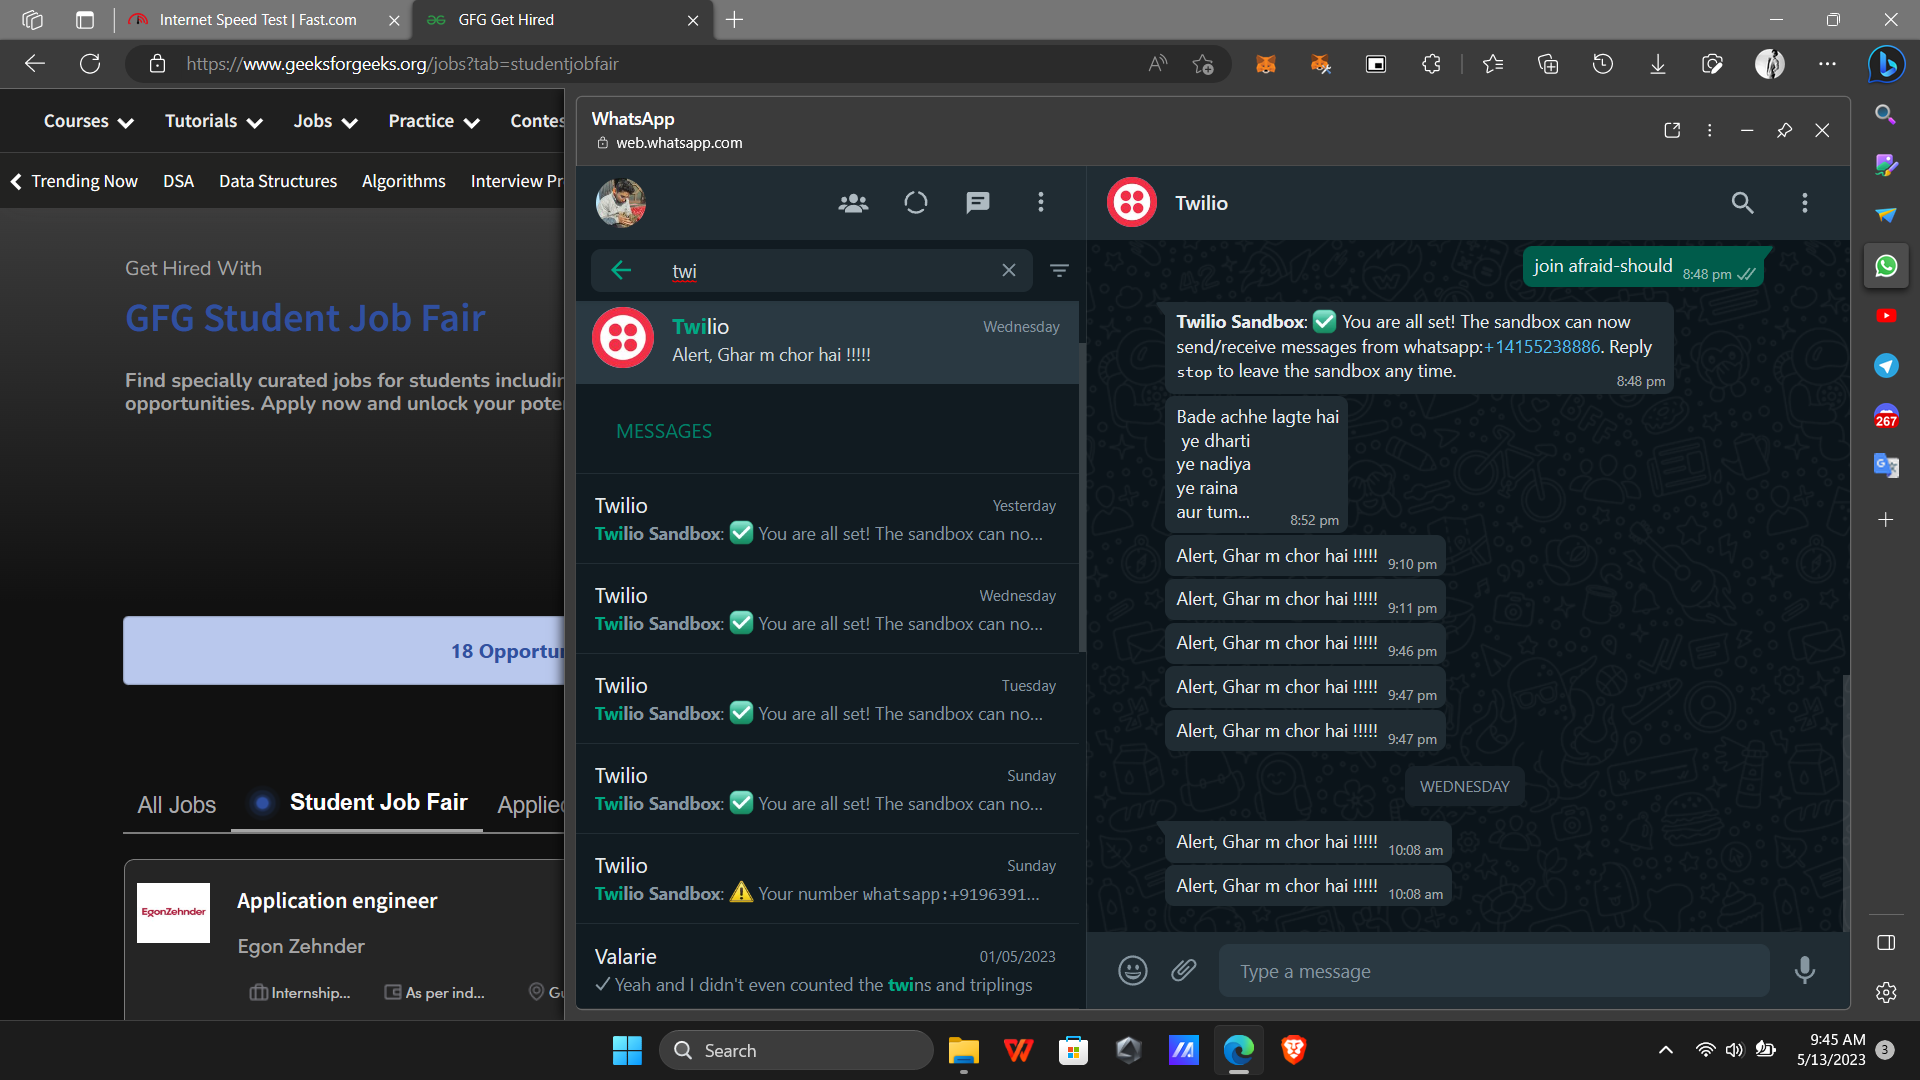 Internet Speed Test | Fast.com
GFG Get Hired
https://www.geeksforgeeks.org/jobs?tab=studentjobfair
Courses
Tutorials
Jobs
Practice
Contes
Trending Now
DSA
Data Structures
Algorithms
Interview Pr
Get Hired With
GFG Student Job Fair
Find specially curated jobs for students includin
opportunities. Apply now and unlock your pote
18 Opportu
All Jobs
Student Job Fair
Applied
EgonZehnder
Application engineer
Egon Zehnder
Internship...
As per ind...
Gu
WhatsApp
web.whatsapp.com
twi
Twilio
Wednesday
Alert, Ghar m chor hai !!!!!
MESSAGES
Twilio
Yesterday
Twilio Sandbox: ✅ You are all set! The sandbox can no...
Twilio
Wednesday
Twilio Sandbox: ✅ You are all set! The sandbox can no...
Twilio
Tuesday
Twilio Sandbox: ✅ You are all set! The sandbox can no...
Twilio
Sunday
Twilio Sandbox: ✅ You are all set! The sandbox can no...
Twilio
Sunday
Twilio Sandbox: ⚠️ Your number whatsapp:+9196391...
Valarie
01/05/2023
✓ Yeah and I didn't even counted the twins and triplings
Twilio
join afraid-should 8:48 pm
Twilio Sandbox: ✅ You are all set! The sandbox can now
send/receive messages from whatsapp:+14155238886. Reply
stop to leave the sandbox any time.
8:48 pm
Bade achhe lagte hai
ye dharti
ye nadiya
ye raina
aur tum... 8:52 pm
Alert, Ghar m chor hai !!!!! 9:10 pm
Alert, Ghar m chor hai !!!!! 9:11 pm
Alert, Ghar m chor hai !!!!! 9:46 pm
Alert, Ghar m chor hai !!!!! 9:47 pm
Alert, Ghar m chor hai !!!!! 9:47 pm
WEDNESDAY
Alert, Ghar m chor hai !!!!! 10:08 am
Alert, Ghar m chor hai !!!!! 10:08 am
Type a message
267
Search
9:45 AM
5/13/2023
3